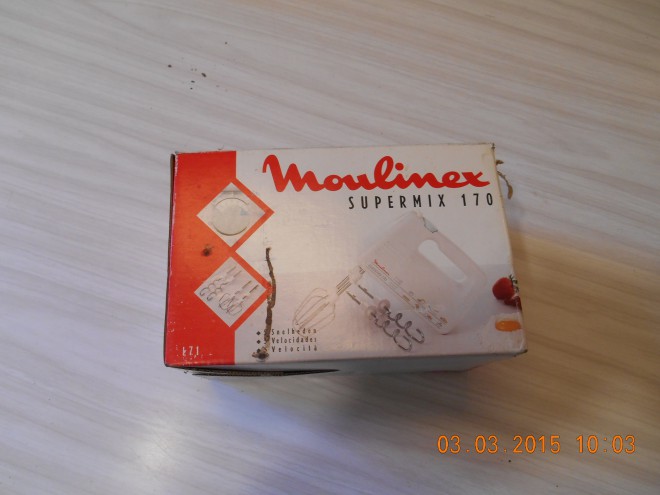 Moulinex
SUPERMIX 170
Velocidades
Velocità
03.03.2015 10:03